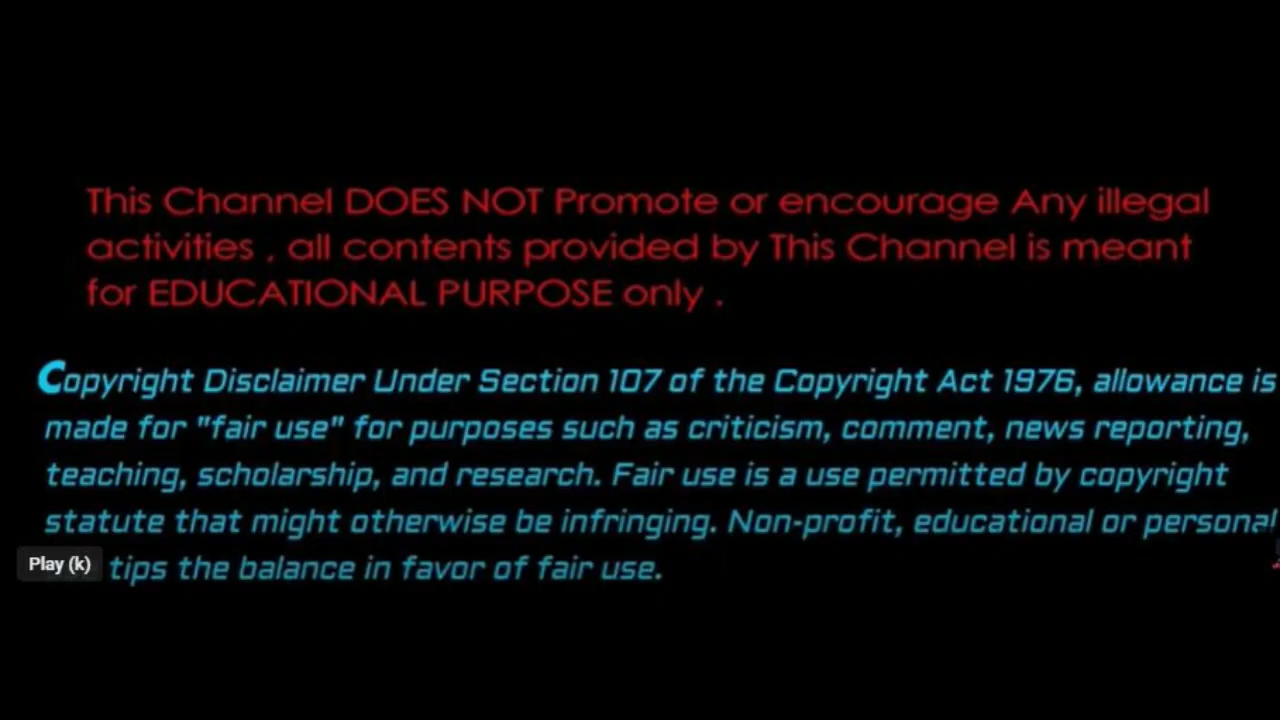 This Channel DOES NOT Promote or encourage Any illegal
activities , all contents provided by This Channel is meant
for EDUCATIONAL PURPOSE only .
Copyright Disclaimer Under Section 107 of the Copyright Act 1976, allowance is
made for "fair use" for purposes such as criticism, comment, news reporting,
teaching, scholarship, and research. Fair use is a use permitted by copyright
statute that might otherwise be infringing. Non-profit, educational or personal
Play (k) tips the balance in favor of fair use.